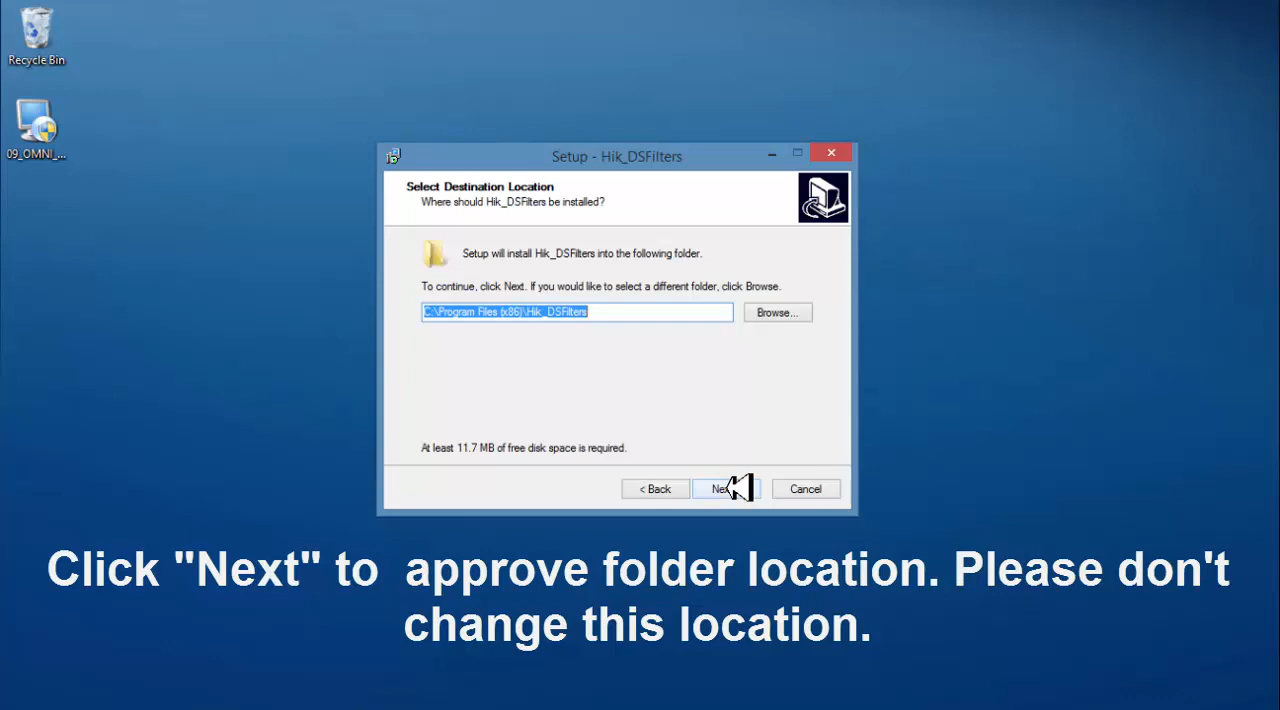 Recycle Bin
09_OMNI_...
Setup - Hik_DSFilters
Select Destination Location
Where should Hik_DSFilters be installed?
Setup will install Hik_DSFilters into the following folder.
To continue, click Next. If you would like to select a different folder, click Browse.
C:\Program Files (x86)\Hik_DSFilters
Browse...
At least 11.7 MB of free disk space is required.
< Back
Cancel
Click "Next" to approve folder location. Please don't
change this location.